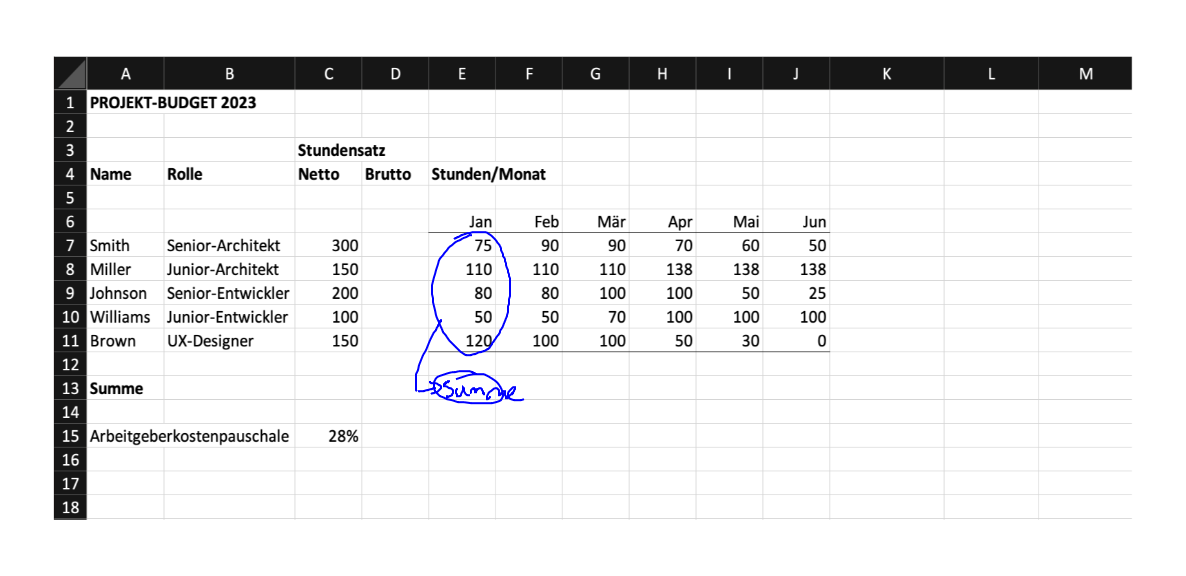 A B C D E F G H I J K L M
1 PROJEKT-BUDGET 2023
2
3 Stundensatz
4 Name Rolle Netto Brutto Stunden/Monat
5
6 Jan Feb Mär Apr Mai Jun
7 Smith Senior-Architekt 300 75 90 90 70 60 50
8 Miller Junior-Architekt 150 110 110 110 138 138 138
9 Johnson Senior-Entwickler 200 80 80 100 100 50 25
10 Williams Junior-Entwickler 100 50 50 70 100 100 100
11 Brown UX-Designer 150 120 100 100 50 30 0
12
13 Summe Summe
14
15 Arbeitgeberkostenpauschale 28%
16
17
18